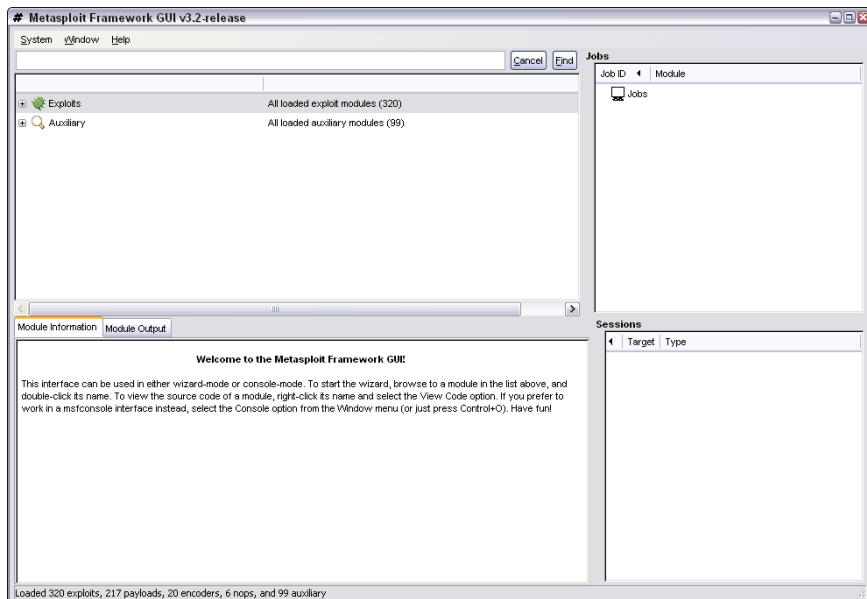 # Metasploit Framework GUI v3.2-release
System Window Help
Cancel Find
Jobs
Job ID Module
Jobs
Exploits All loaded exploit modules (320)
Auxiliary All loaded auxiliary modules (99)
Module Information Module Output
Sessions
Target Type
Welcome to the Metasploit Framework GUI!
This interface can be used in either wizard-mode or console-mode. To start the wizard, browse to a module in the list above, and
double-click its name. To view the source code of a module, right-click its name and select the View Code option. If you prefer to
work in a msfconsole interface instead, select the Console option from the Window menu (or just press Control+O). Have fun!
Loaded 320 exploits, 217 payloads, 20 encoders, 6 nops, and 99 auxiliary